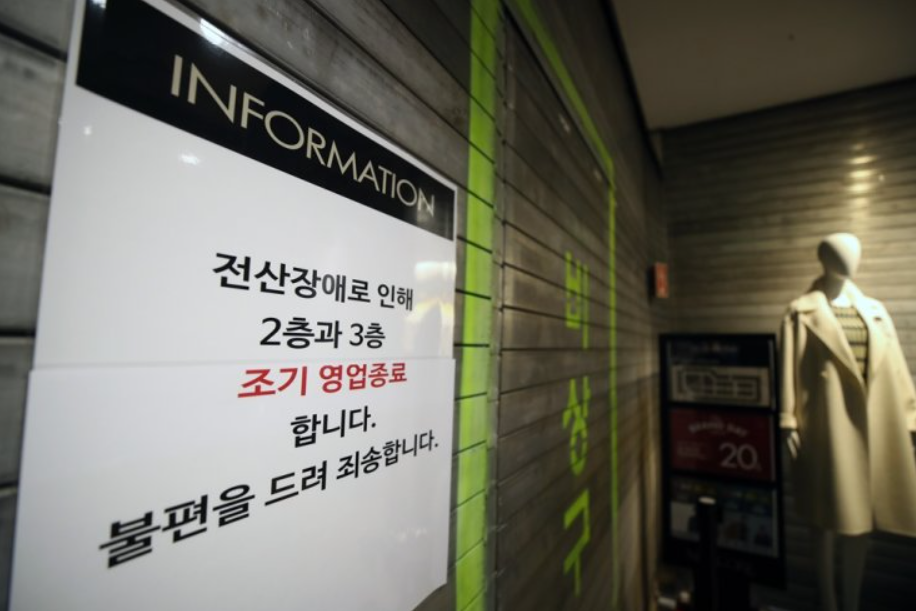 INFORMATION
전산장애로 인해
2층과 3층
조기 영업종료
합니다.
불편을 드려 죄송합니다.
비상구
20